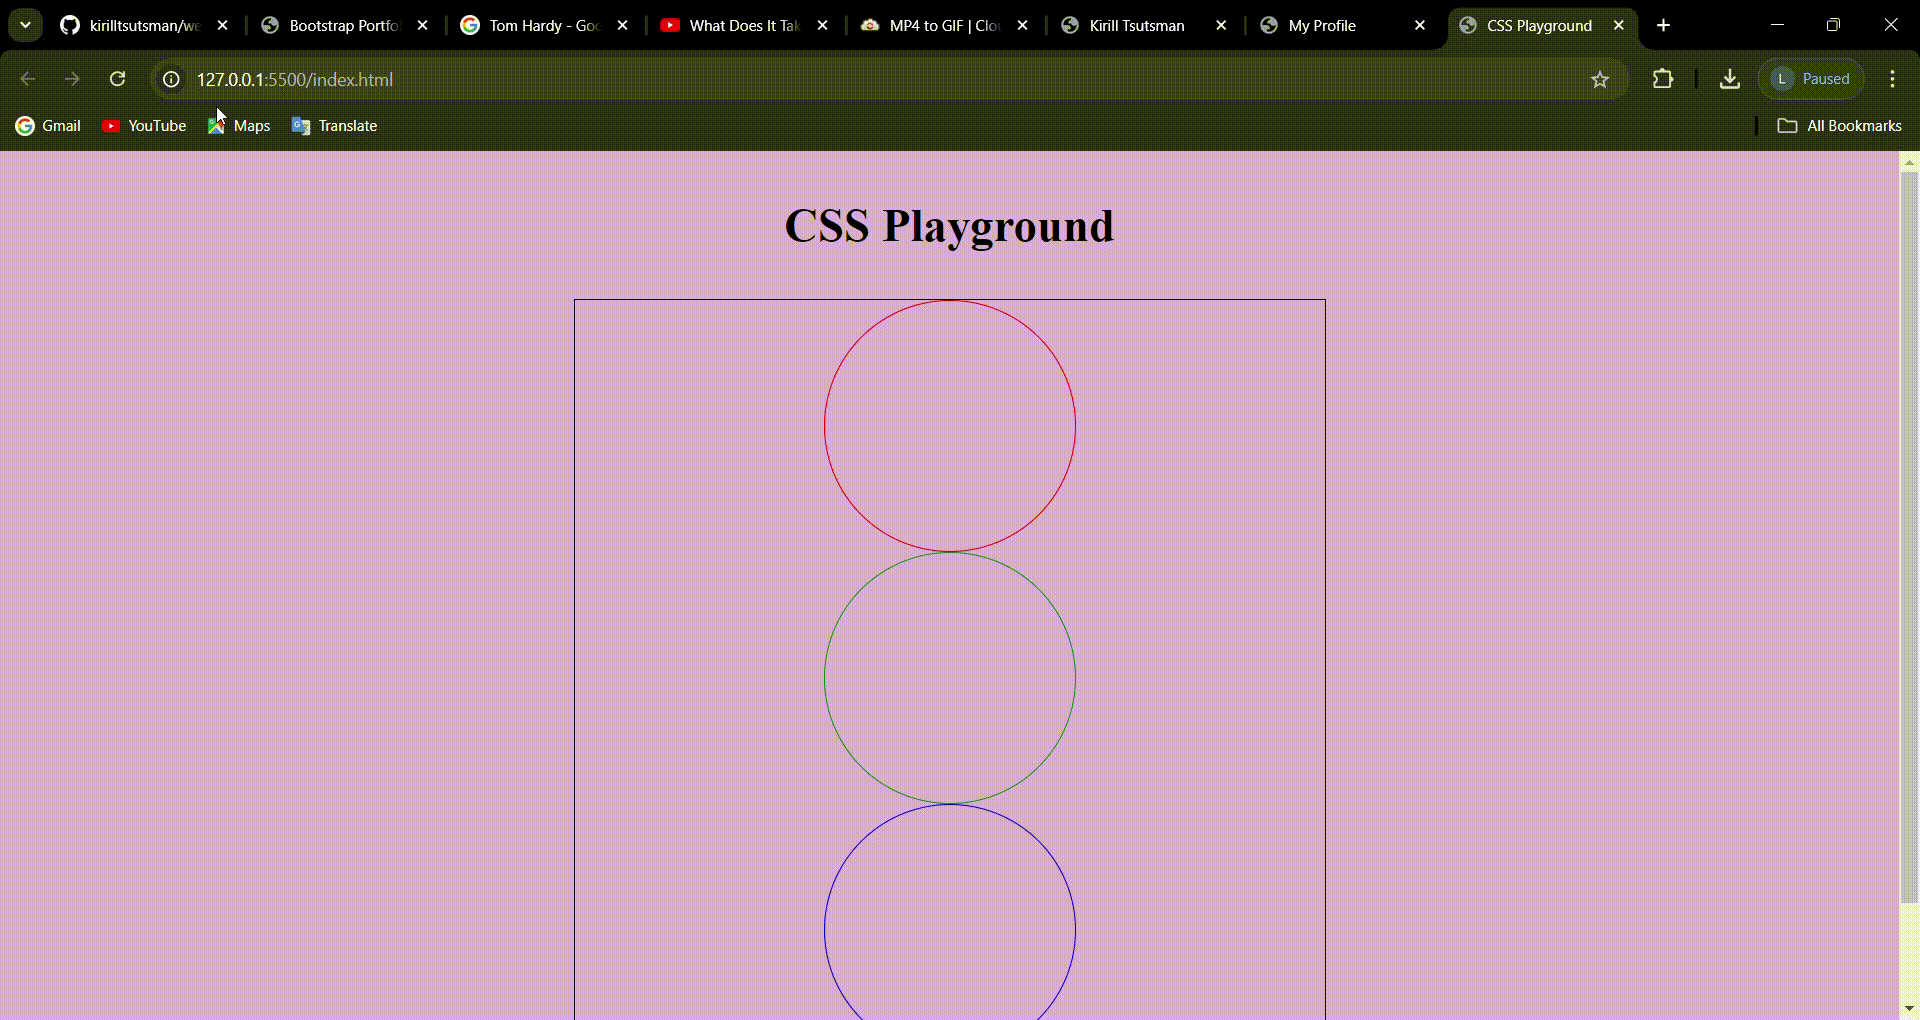 kirilltsutsman/we
Bootstrap Portfo
Tom Hardy - Goo
What Does It Tak
MP4 to GIF | Clou
Kirill Tsutsman
My Profile
CSS Playground
127.0.0.1:5500/index.html
L Paused
Gmail
YouTube
Maps
Translate
All Bookmarks
CSS Playground